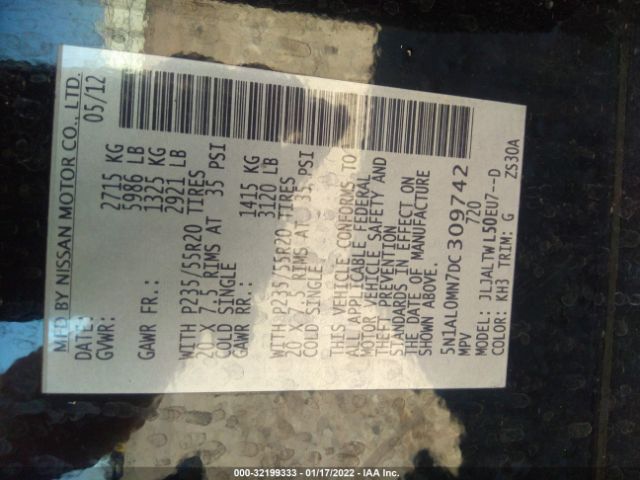 MFD BY NISSAN MOTOR CO., LTD.
DATE: 05/12
GVWR: 2715 KG
5986 LB
GAWR FR.: 1325 KG
2921 LB
WITH P235/55R20 TIRES
20 X 7.5 RIMS AT 35 PSI
COLD SINGLE
GAWR RR.: 1415 KG
3120 LB
WITH P235/55R20 TIRES
20 X 7.5 RIMS AT 35 PSI
COLD SINGLE
THIS VEHICLE CONFORMS TO
ALL APPLICABLE FEDERAL
MOTOR VEHICLE SAFETY AND
THEFT PREVENTION
STANDARDS IN EFFECT ON
THE DATE OF MANUFACTURE
SHOWN ABOVE.
5N1AL0MN7DC309742
MPV 720
MODEL: JLJALTWL50EU7--D
COLOR: KH3 TRIM: G ZS30A
000-32199333 - 01/17/2022 - IAA Inc.